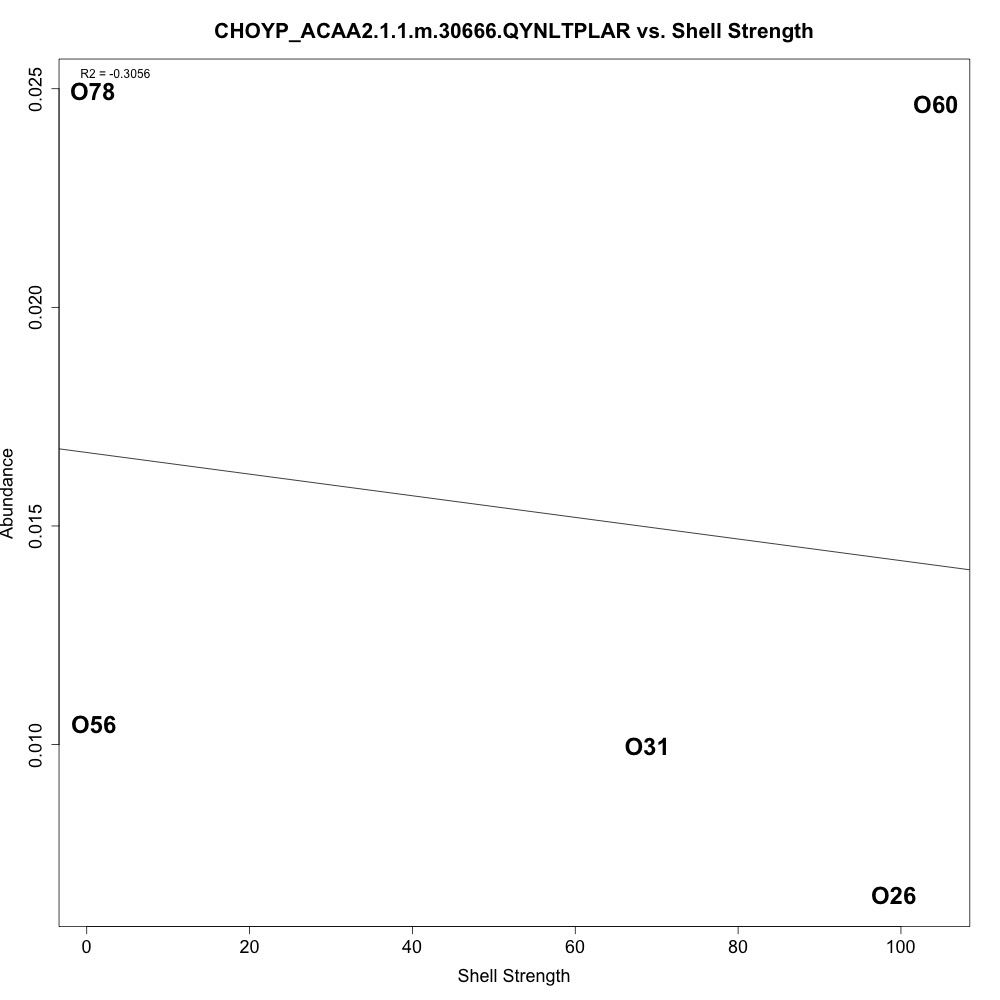 CHOYP_ACAA2.1.1.m.30666.QYNLTPLAR vs. Shell Strength
R2 = -0.3056
O78
O60
0.025
0.020
Abundance
0.015
0.010
O56
O31
O26
0 20 40 60 80 100
Shell Strength